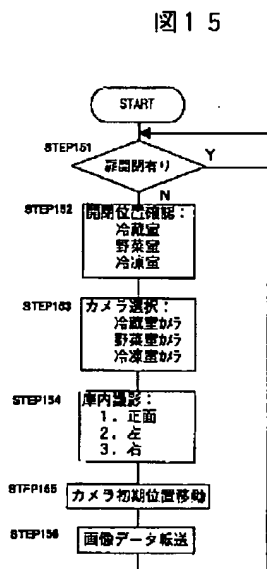 図15
START
STEP151
扉開閉有り
Y
N
STEP152
開閉位置確認：
冷蔵室
野菜室
冷凍室
STEP153
カメラ選択：
冷蔵室カメラ
野菜室カメラ
冷凍室カメラ
STEP154
庫内撮影：
1．正面
2．左
3．右
STEP155
カメラ初期位置移動
STEP156
画像データ転送